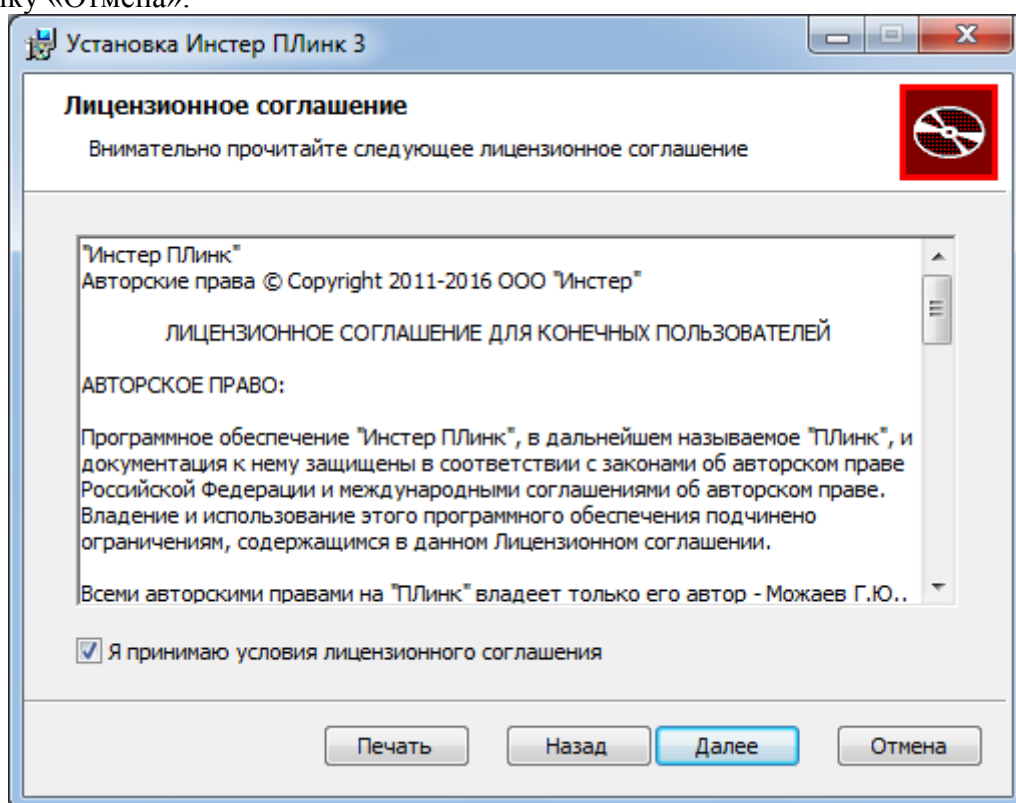 «Отмена».
Установка Инстер ПЛинк 3
Лицензионное соглашение
Внимательно прочитайте следующее лицензионное соглашение
"Инстер ПЛинк"
Авторские права © Copyright 2011-2016 ООО "Инстер"
ЛИЦЕНЗИОННОЕ СОГЛАШЕНИЕ ДЛЯ КОНЕЧНЫХ ПОЛЬЗОВАТЕЛЕЙ
АВТОРСКОЕ ПРАВО:
Программное обеспечение "Инстер ПЛинк", в дальнейшем называемое "ПЛинк", и
документация к нему защищены в соответствии с законами об авторском праве
Российской Федерации и международными соглашениями об авторском праве.
Владение и использование этого программного обеспечения подчинено
ограничениям, содержащимся в данном Лицензионном соглашении.
Всеми авторскими правами на "ПЛинк" владеет только его автор - Можаев Г.Ю..
Я принимаю условия лицензионного соглашения
Печать Назад Далее Отмена